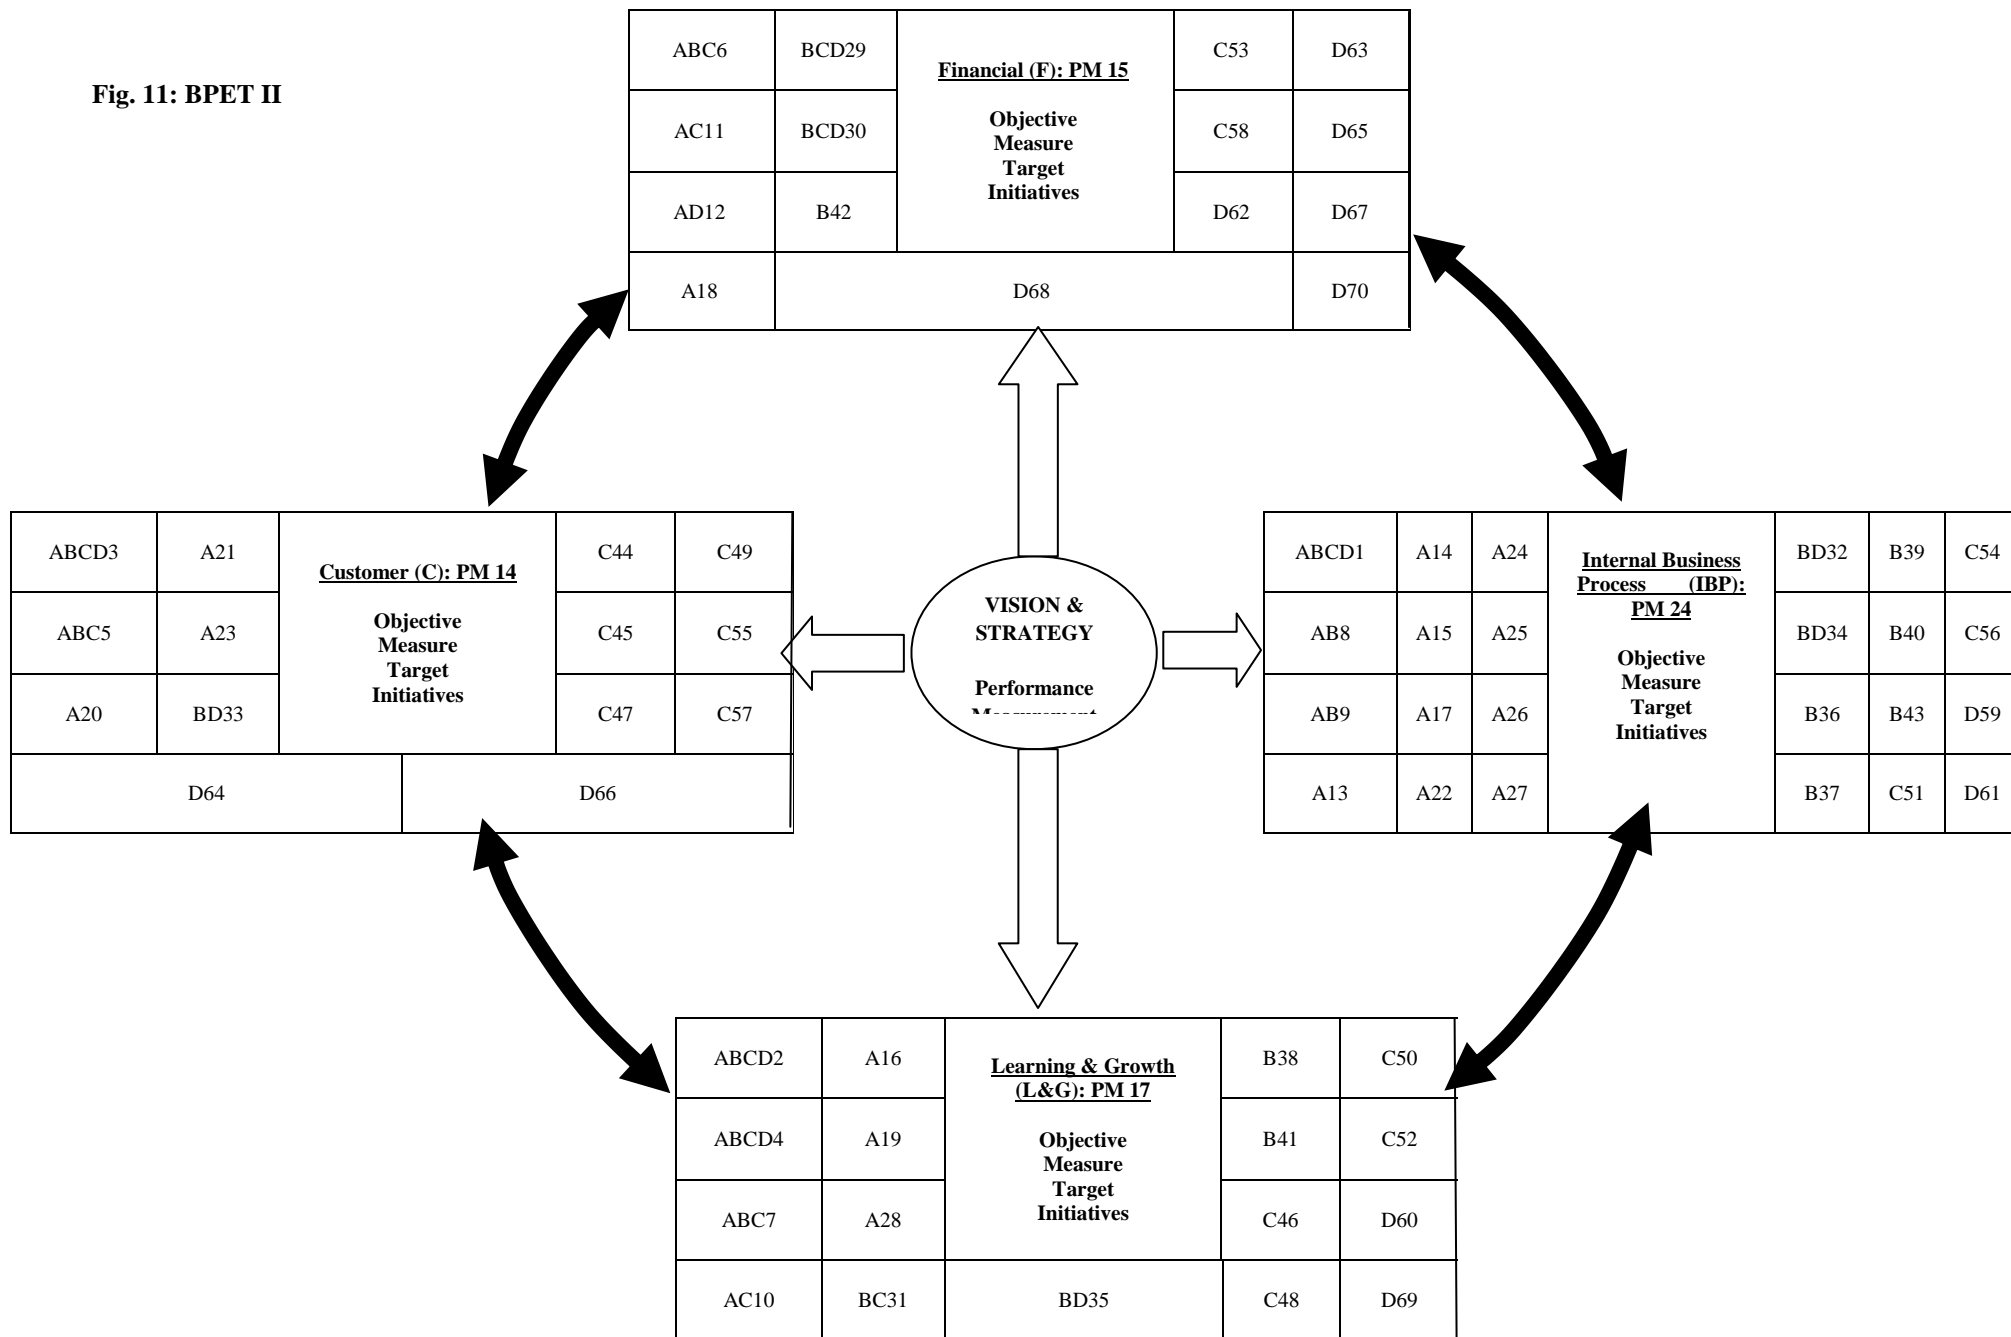 Fig. 11: BPET II
ABC6 BCD29 Financial (F): PM 15 C53 D63
AC11 BCD30 Objective C58 D65
Measure
Target
AD12 B42 Initiatives D62 D67
A18 D68 D70
ABCD3 A21 Customer (C): PM 14 C44 C49
ABC5 A23 Objective C45 C55
Measure
Target
A20 BD33 Initiatives C47 C57
D64 D66
VISION &
STRATEGY
Performance
ABCD1 A14 A24 Internal Business BD32 B39 C54
Process (IBP):
PM 24
AB8 A15 A25 Objective BD34 B40 C56
Measure
AB9 A17 A26 Target B36 B43 D59
Initiatives
A13 A22 A27 B37 C51 D61
ABCD2 A16 Learning & Growth B38 C50
(L&G): PM 17
ABCD4 A19 Objective B41 C52
Measure
Target
ABC7 A28 Initiatives C46 D60
AC10 BC31 BD35 C48 D69